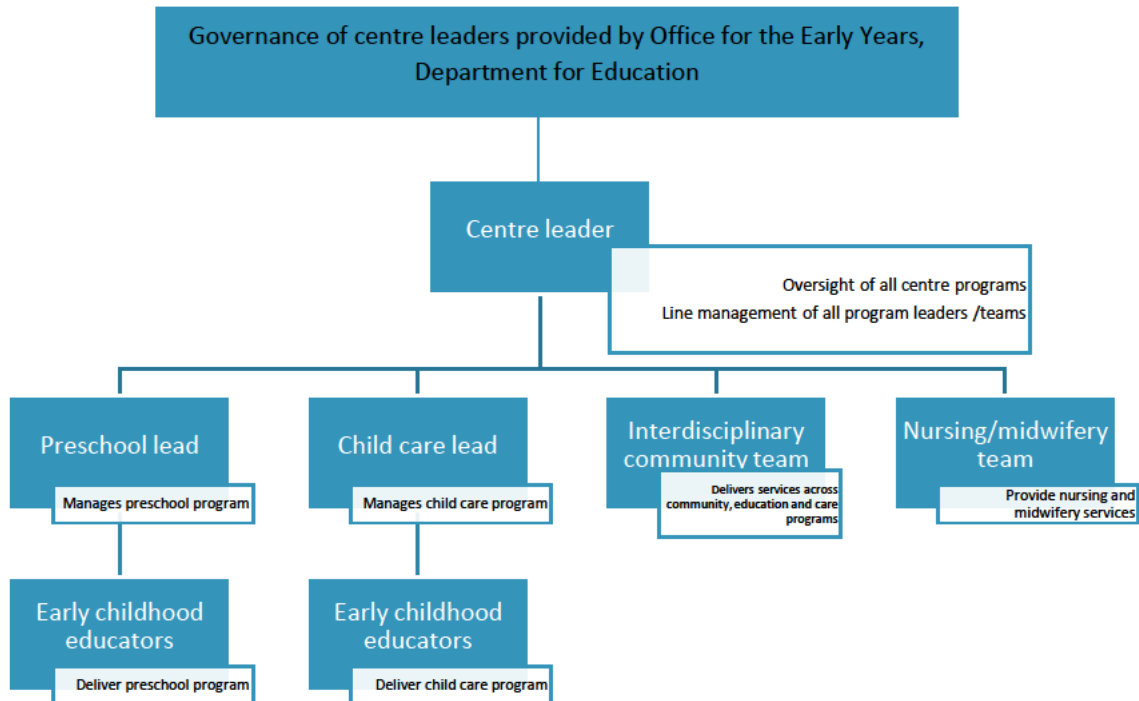 Governance of centre leaders provided by Office for the Early Years,
Department for Education
Centre leader
Oversight of all centre programs
Line management of all program leaders /teams
Preschool lead
Manages preschool program
Child care lead
Manages child care program
Interdisciplinary
community team
Delivers services across
community, education and care
programs
Nursing/midwifery
team
Provide nursing and
midwifery services
Early childhood
educators
Deliver preschool program
Early childhood
educators
Deliver child care program